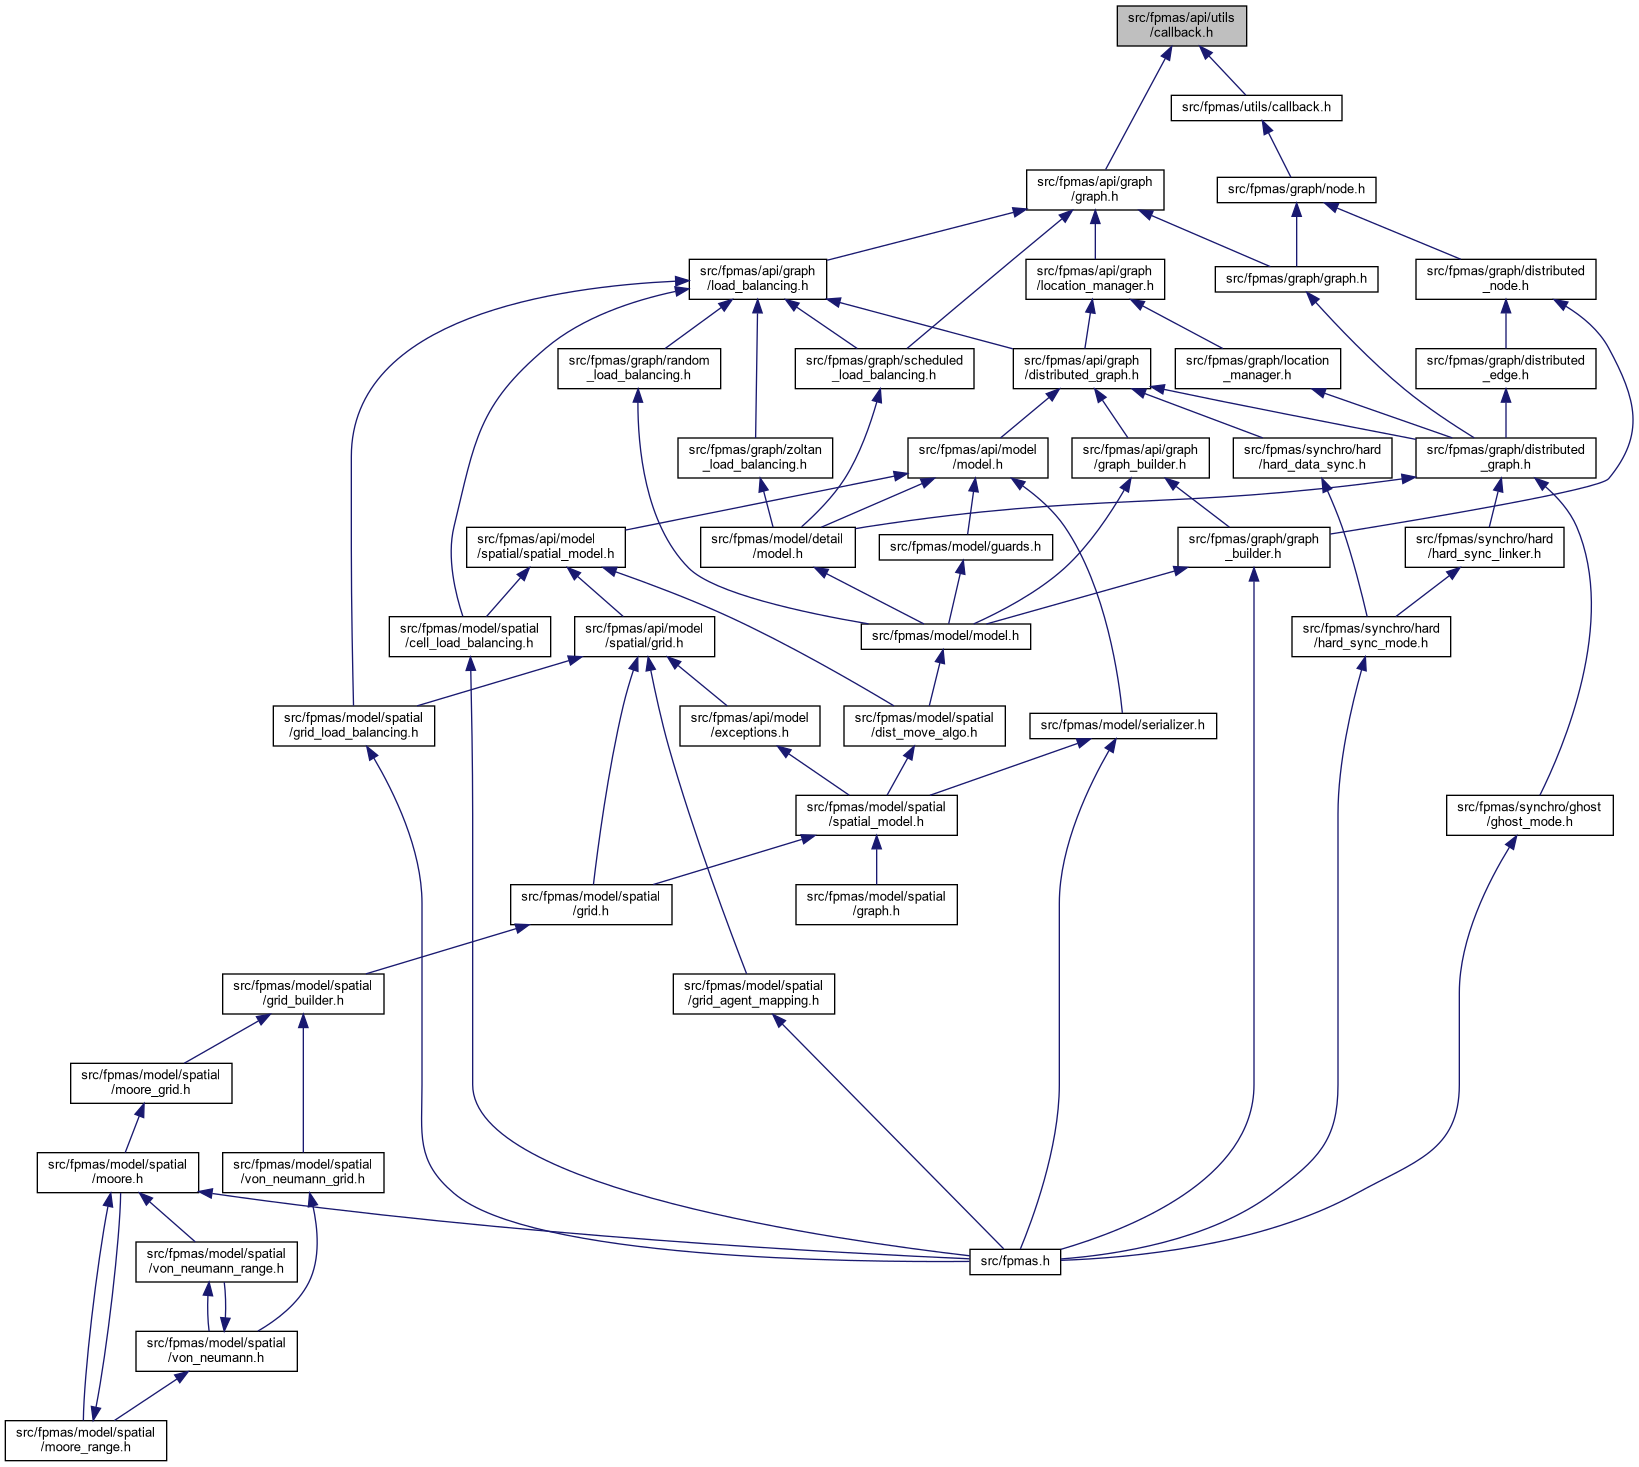 src/fpmas/api/utils
/callback.h
src/fpmas/utils/callback.h
src/fpmas/api/graph
/graph.h
src/fpmas/graph/node.h
src/fpmas/api/graph
/load_balancing.h
src/fpmas/api/graph
/location_manager.h
src/fpmas/graph/graph.h
src/fpmas/graph/distributed
_node.h
src/fpmas/graph/random
_load_balancing.h
src/fpmas/graph/scheduled
_load_balancing.h
src/fpmas/api/graph
/distributed_graph.h
src/fpmas/graph/location
_manager.h
src/fpmas/graph/distributed
_edge.h
src/fpmas/graph/zoltan
_load_balancing.h
src/fpmas/api/model
/model.h
src/fpmas/api/graph
/graph_builder.h
src/fpmas/synchro/hard
/hard_data_sync.h
src/fpmas/graph/distributed
_graph.h
src/fpmas/api/model
/spatial/spatial_model.h
src/fpmas/model/detail
/model.h
src/fpmas/model/guards.h
src/fpmas/graph/graph
_builder.h
src/fpmas/synchro/hard
/hard_sync_linker.h
src/fpmas/model/spatial
/cell_load_balancing.h
src/fpmas/api/model
/spatial/grid.h
src/fpmas/model/model.h
src/fpmas/synchro/hard
/hard_sync_mode.h
src/fpmas/model/spatial
/grid_load_balancing.h
src/fpmas/api/model
/exceptions.h
src/fpmas/model/spatial
/dist_move_algo.h
src/fpmas/model/serializer.h
src/fpmas/model/spatial
/spatial_model.h
src/fpmas/synchro/ghost
/ghost_mode.h
src/fpmas/model/spatial
/grid.h
src/fpmas/model/spatial
/graph.h
src/fpmas/model/spatial
/grid_builder.h
src/fpmas/model/spatial
/grid_agent_mapping.h
src/fpmas/model/spatial
/moore_grid.h
src/fpmas/model/spatial
/moore.h
src/fpmas/model/spatial
/von_neumann_grid.h
src/fpmas/model/spatial
/von_neumann_range.h
src/fpmas.h
src/fpmas/model/spatial
/von_neumann.h
src/fpmas/model/spatial
/moore_range.h